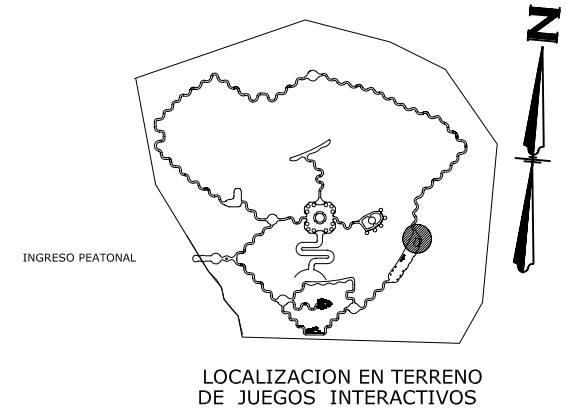 N
INGRESO PEATONAL
LOCALIZACION EN TERRENO
DE JUEGOS INTERACTIVOS